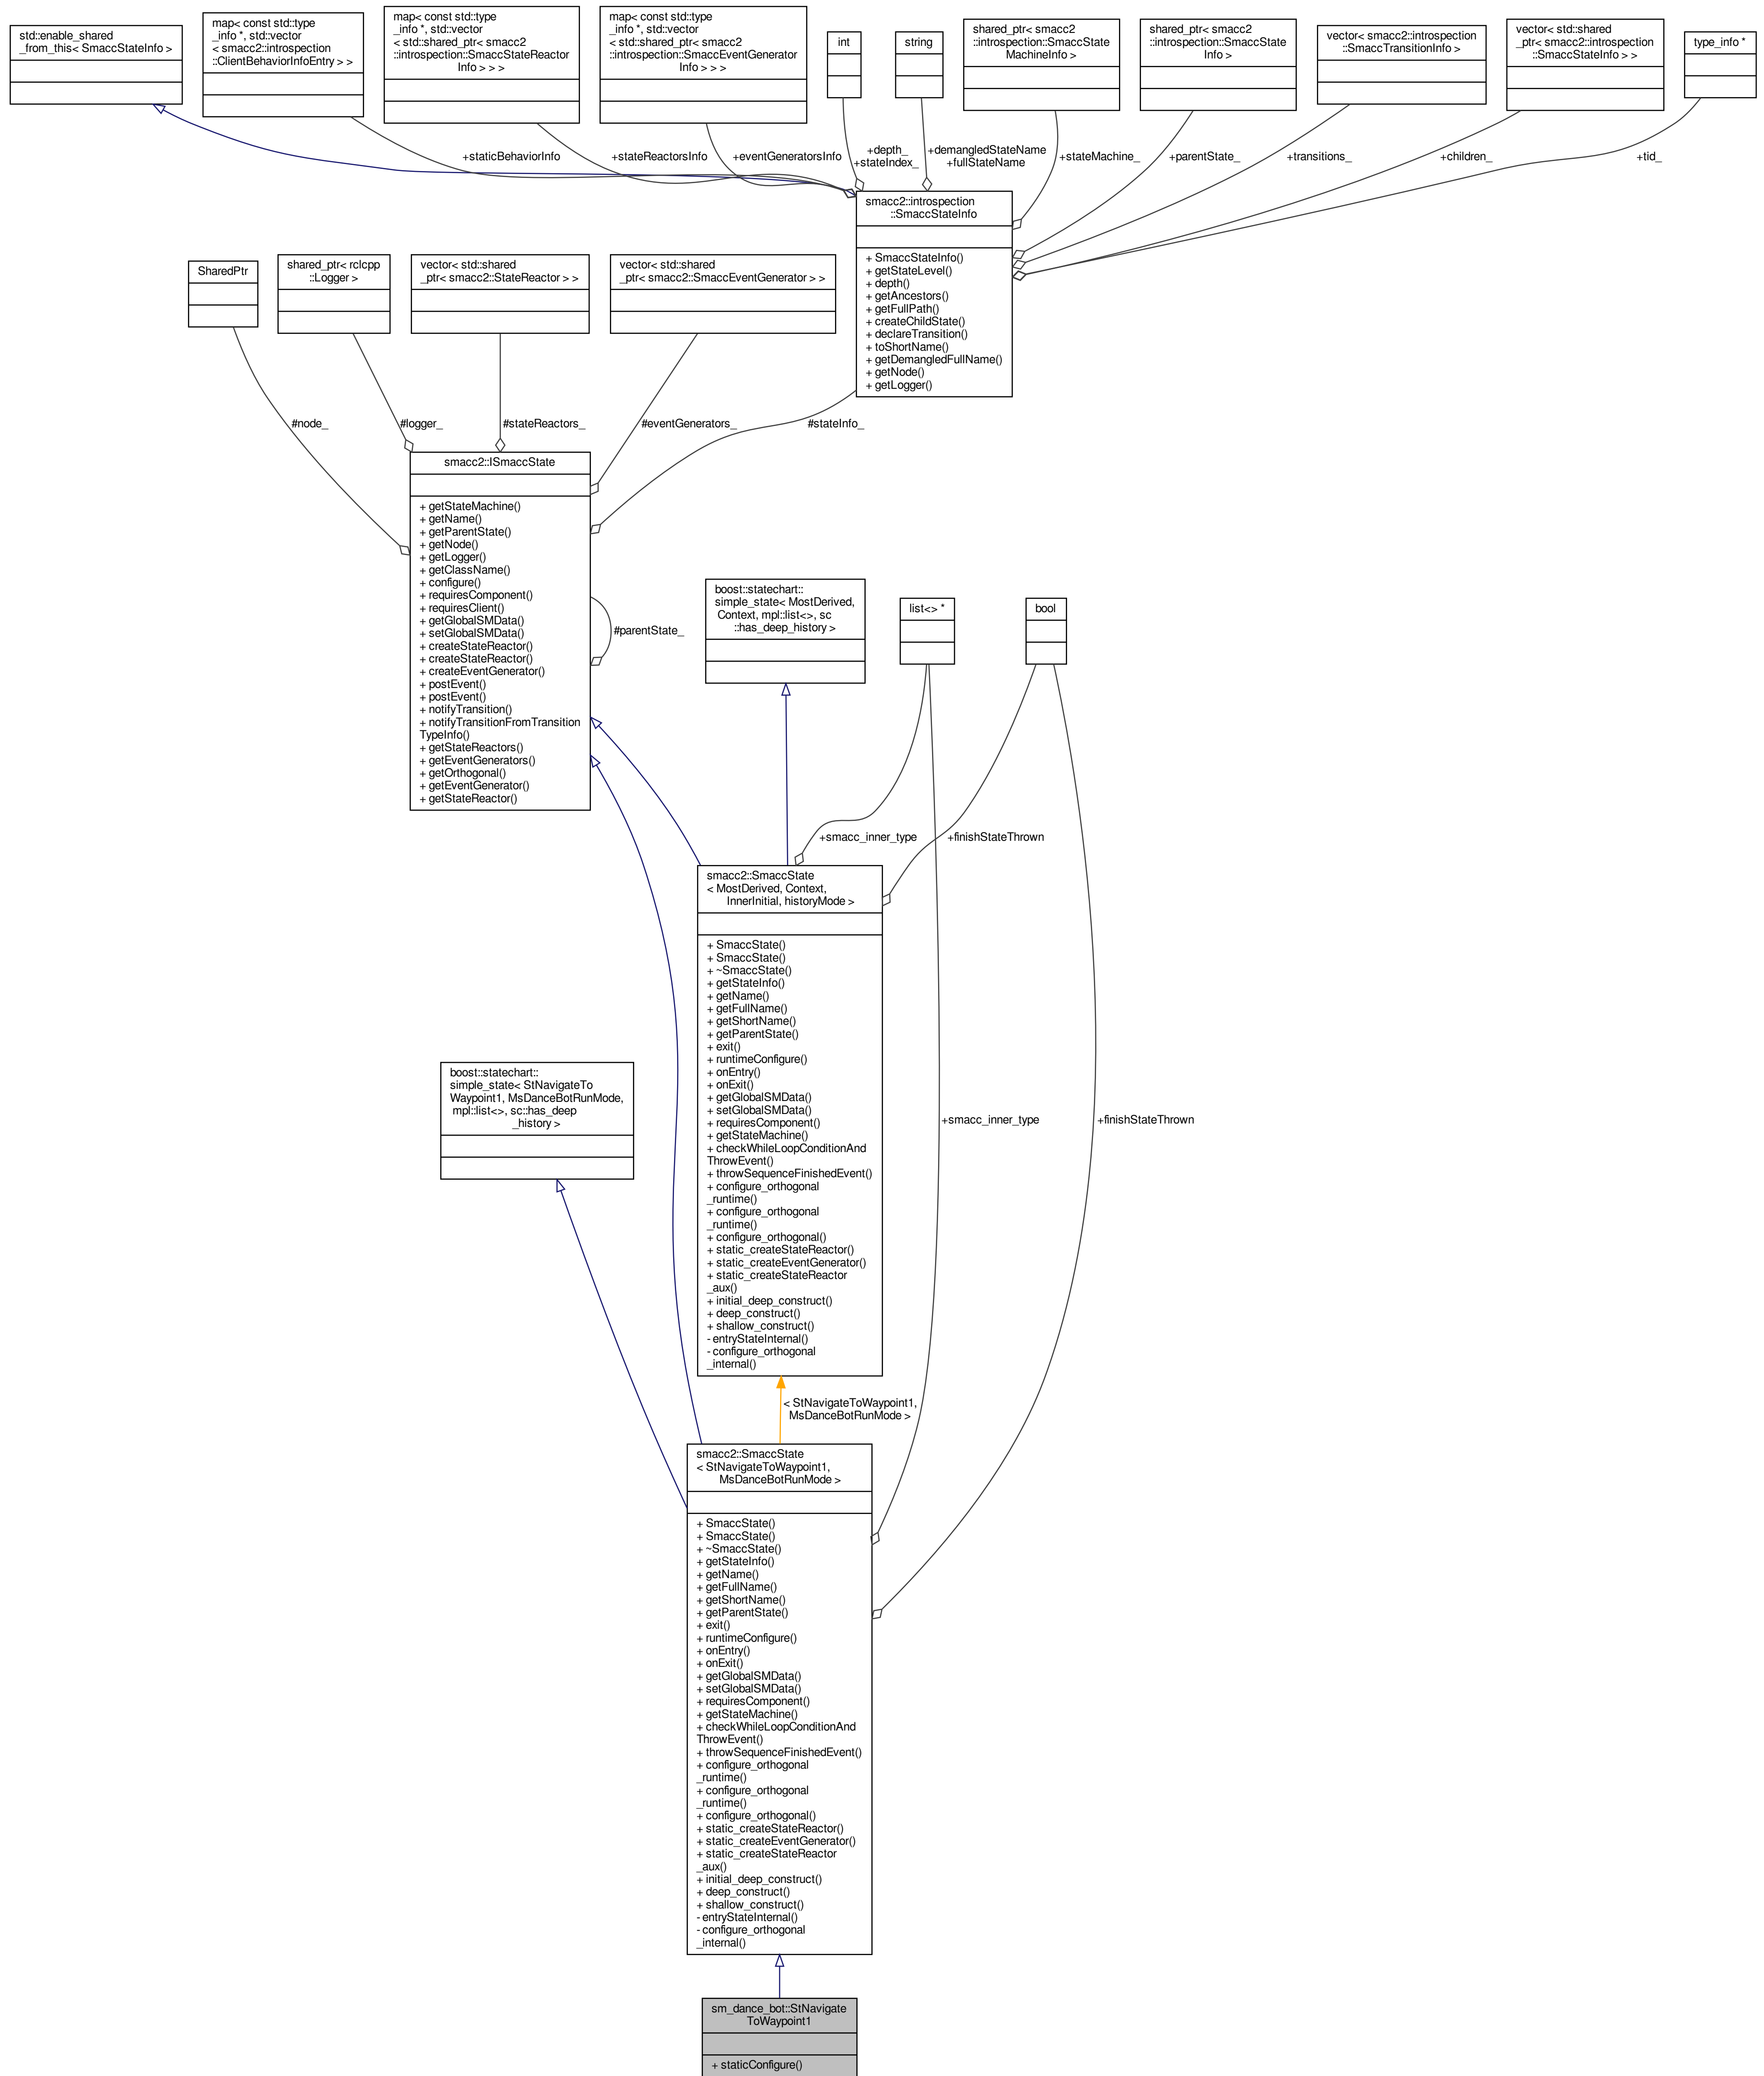 std::enable_shared
_from_this< SmaccStateInfo >
map< const std::type
_info *, std::vector
< smacc2::introspection
::ClientBehaviorInfoEntry > >
map< const std::type
_info *, std::vector
< std::shared_ptr< smacc2
::introspection::SmaccStateReactor
Info > > >
map< const std::type
_info *, std::vector
< std::shared_ptr< smacc2
::introspection::SmaccEventGenerator
Info > > >
int
string
shared_ptr< smacc2
::introspection::SmaccState
MachineInfo >
shared_ptr< smacc2
::introspection::SmaccState
Info >
vector< smacc2::introspection
::SmaccTransitionInfo >
vector< std::shared
_ptr< smacc2::introspection
::SmaccStateInfo > >
type_info *
+staticBehaviorInfo
+stateReactorsInfo
+eventGeneratorsInfo
+depth_
+stateIndex_
+demangledStateName
+fullStateName
+stateMachine_
+parentState_
+transitions_
+children_
+tid_
smacc2::introspection
::SmaccStateInfo
+ SmaccStateInfo()
+ getStateLevel()
+ depth()
+ getAncestors()
+ getFullPath()
+ createChildState()
+ declareTransition()
+ toShortName()
+ getDemangledFullName()
+ getNode()
+ getLogger()
SharedPtr
shared_ptr< rclcpp
::Logger >
vector< std::shared
_ptr< smacc2::StateReactor > >
vector< std::shared
_ptr< smacc2::SmaccEventGenerator > >
#node_
#logger_
#stateReactors_
#eventGenerators_
#stateInfo_
smacc2::ISmaccState
+ getStateMachine()
+ getName()
+ getParentState()
+ getNode()
+ getLogger()
+ getClassName()
+ configure()
+ requiresComponent()
+ requiresClient()
+ getGlobalSMData()
+ setGlobalSMData()
+ createStateReactor()
+ createStateReactor()
+ createEventGenerator()
+ postEvent()
+ postEvent()
+ notifyTransition()
+ notifyTransitionFromTransition
TypeInfo()
+ getStateReactors()
+ getEventGenerators()
+ getOrthogonal()
+ getEventGenerator()
+ getStateReactor()
#parentState_
boost::statechart::
simple_state< MostDerived,
Context, mpl::list<>, sc
::has_deep_history >
list<> *
bool
+smacc_inner_type
+finishStateThrown
smacc2::SmaccState
< MostDerived, Context,
InnerInitial, historyMode >
+ SmaccState()
+ SmaccState()
+ ~SmaccState()
+ getStateInfo()
+ getName()
+ getFullName()
+ getShortName()
+ getParentState()
+ exit()
+ runtimeConfigure()
+ onEntry()
+ onExit()
+ getGlobalSMData()
+ setGlobalSMData()
+ requiresComponent()
+ getStateMachine()
+ checkWhileLoopConditionAnd
ThrowEvent()
+ throwSequenceFinishedEvent()
+ configure_orthogonal
_runtime()
+ configure_orthogonal
_runtime()
+ configure_orthogonal()
+ static_createStateReactor()
+ static_createEventGenerator()
+ static_createStateReactor
_aux()
+ initial_deep_construct()
+ deep_construct()
+ shallow_construct()
- entryStateInternal()
- configure_orthogonal
_internal()
boost::statechart::
simple_state< StNavigateTo
Waypoint1, MsDanceBotRunMode,
mpl::list<>, sc::has_deep
_history >
+smacc_inner_type
+finishStateThrown
< StNavigateToWaypoint1,
MsDanceBotRunMode >
smacc2::SmaccState
< StNavigateToWaypoint1,
MsDanceBotRunMode >
+ SmaccState()
+ SmaccState()
+ ~SmaccState()
+ getStateInfo()
+ getName()
+ getFullName()
+ getShortName()
+ getParentState()
+ exit()
+ runtimeConfigure()
+ onEntry()
+ onExit()
+ getGlobalSMData()
+ setGlobalSMData()
+ requiresComponent()
+ getStateMachine()
+ checkWhileLoopConditionAnd
ThrowEvent()
+ throwSequenceFinishedEvent()
+ configure_orthogonal
_runtime()
+ configure_orthogonal
_runtime()
+ configure_orthogonal()
+ static_createStateReactor()
+ static_createEventGenerator()
+ static_createStateReactor
_aux()
+ initial_deep_construct()
+ deep_construct()
+ shallow_construct()
- entryStateInternal()
- configure_orthogonal
_internal()
sm_dance_bot::StNavigate
ToWaypoint1
+ staticConfigure()